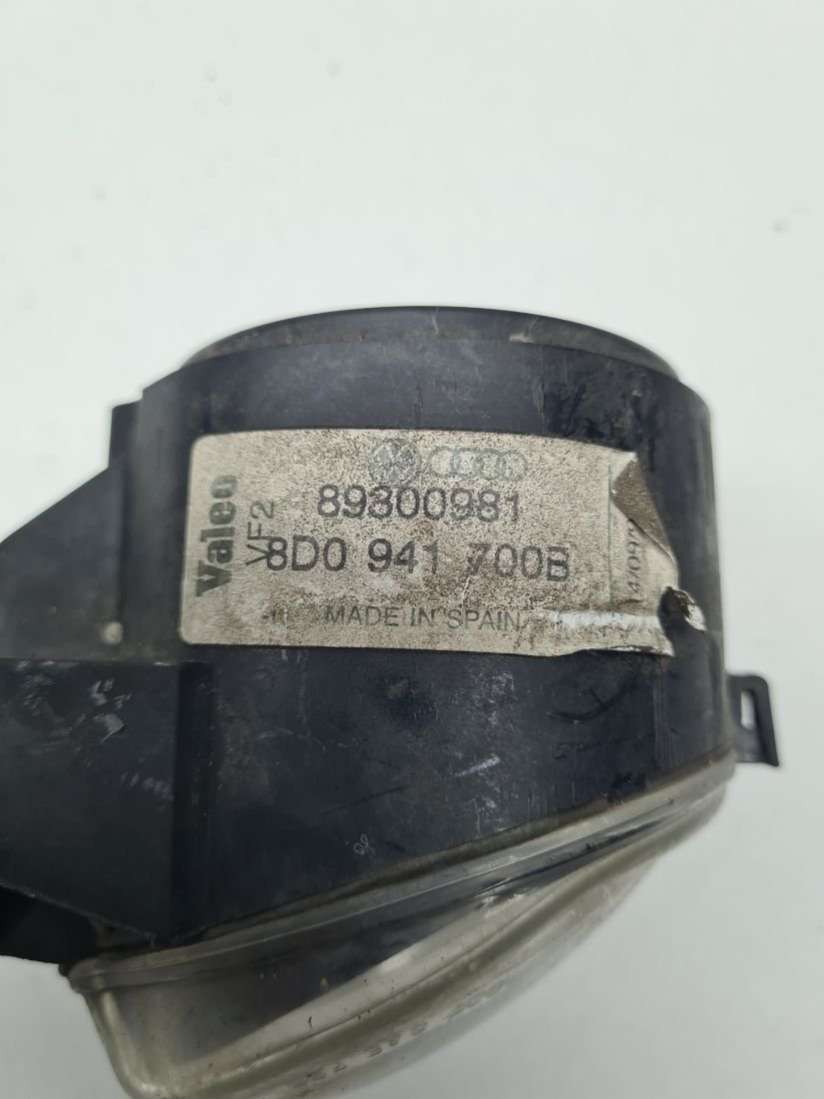 Valeo
VF2
89300981
8D0 941 700B
MADE IN SPAIN